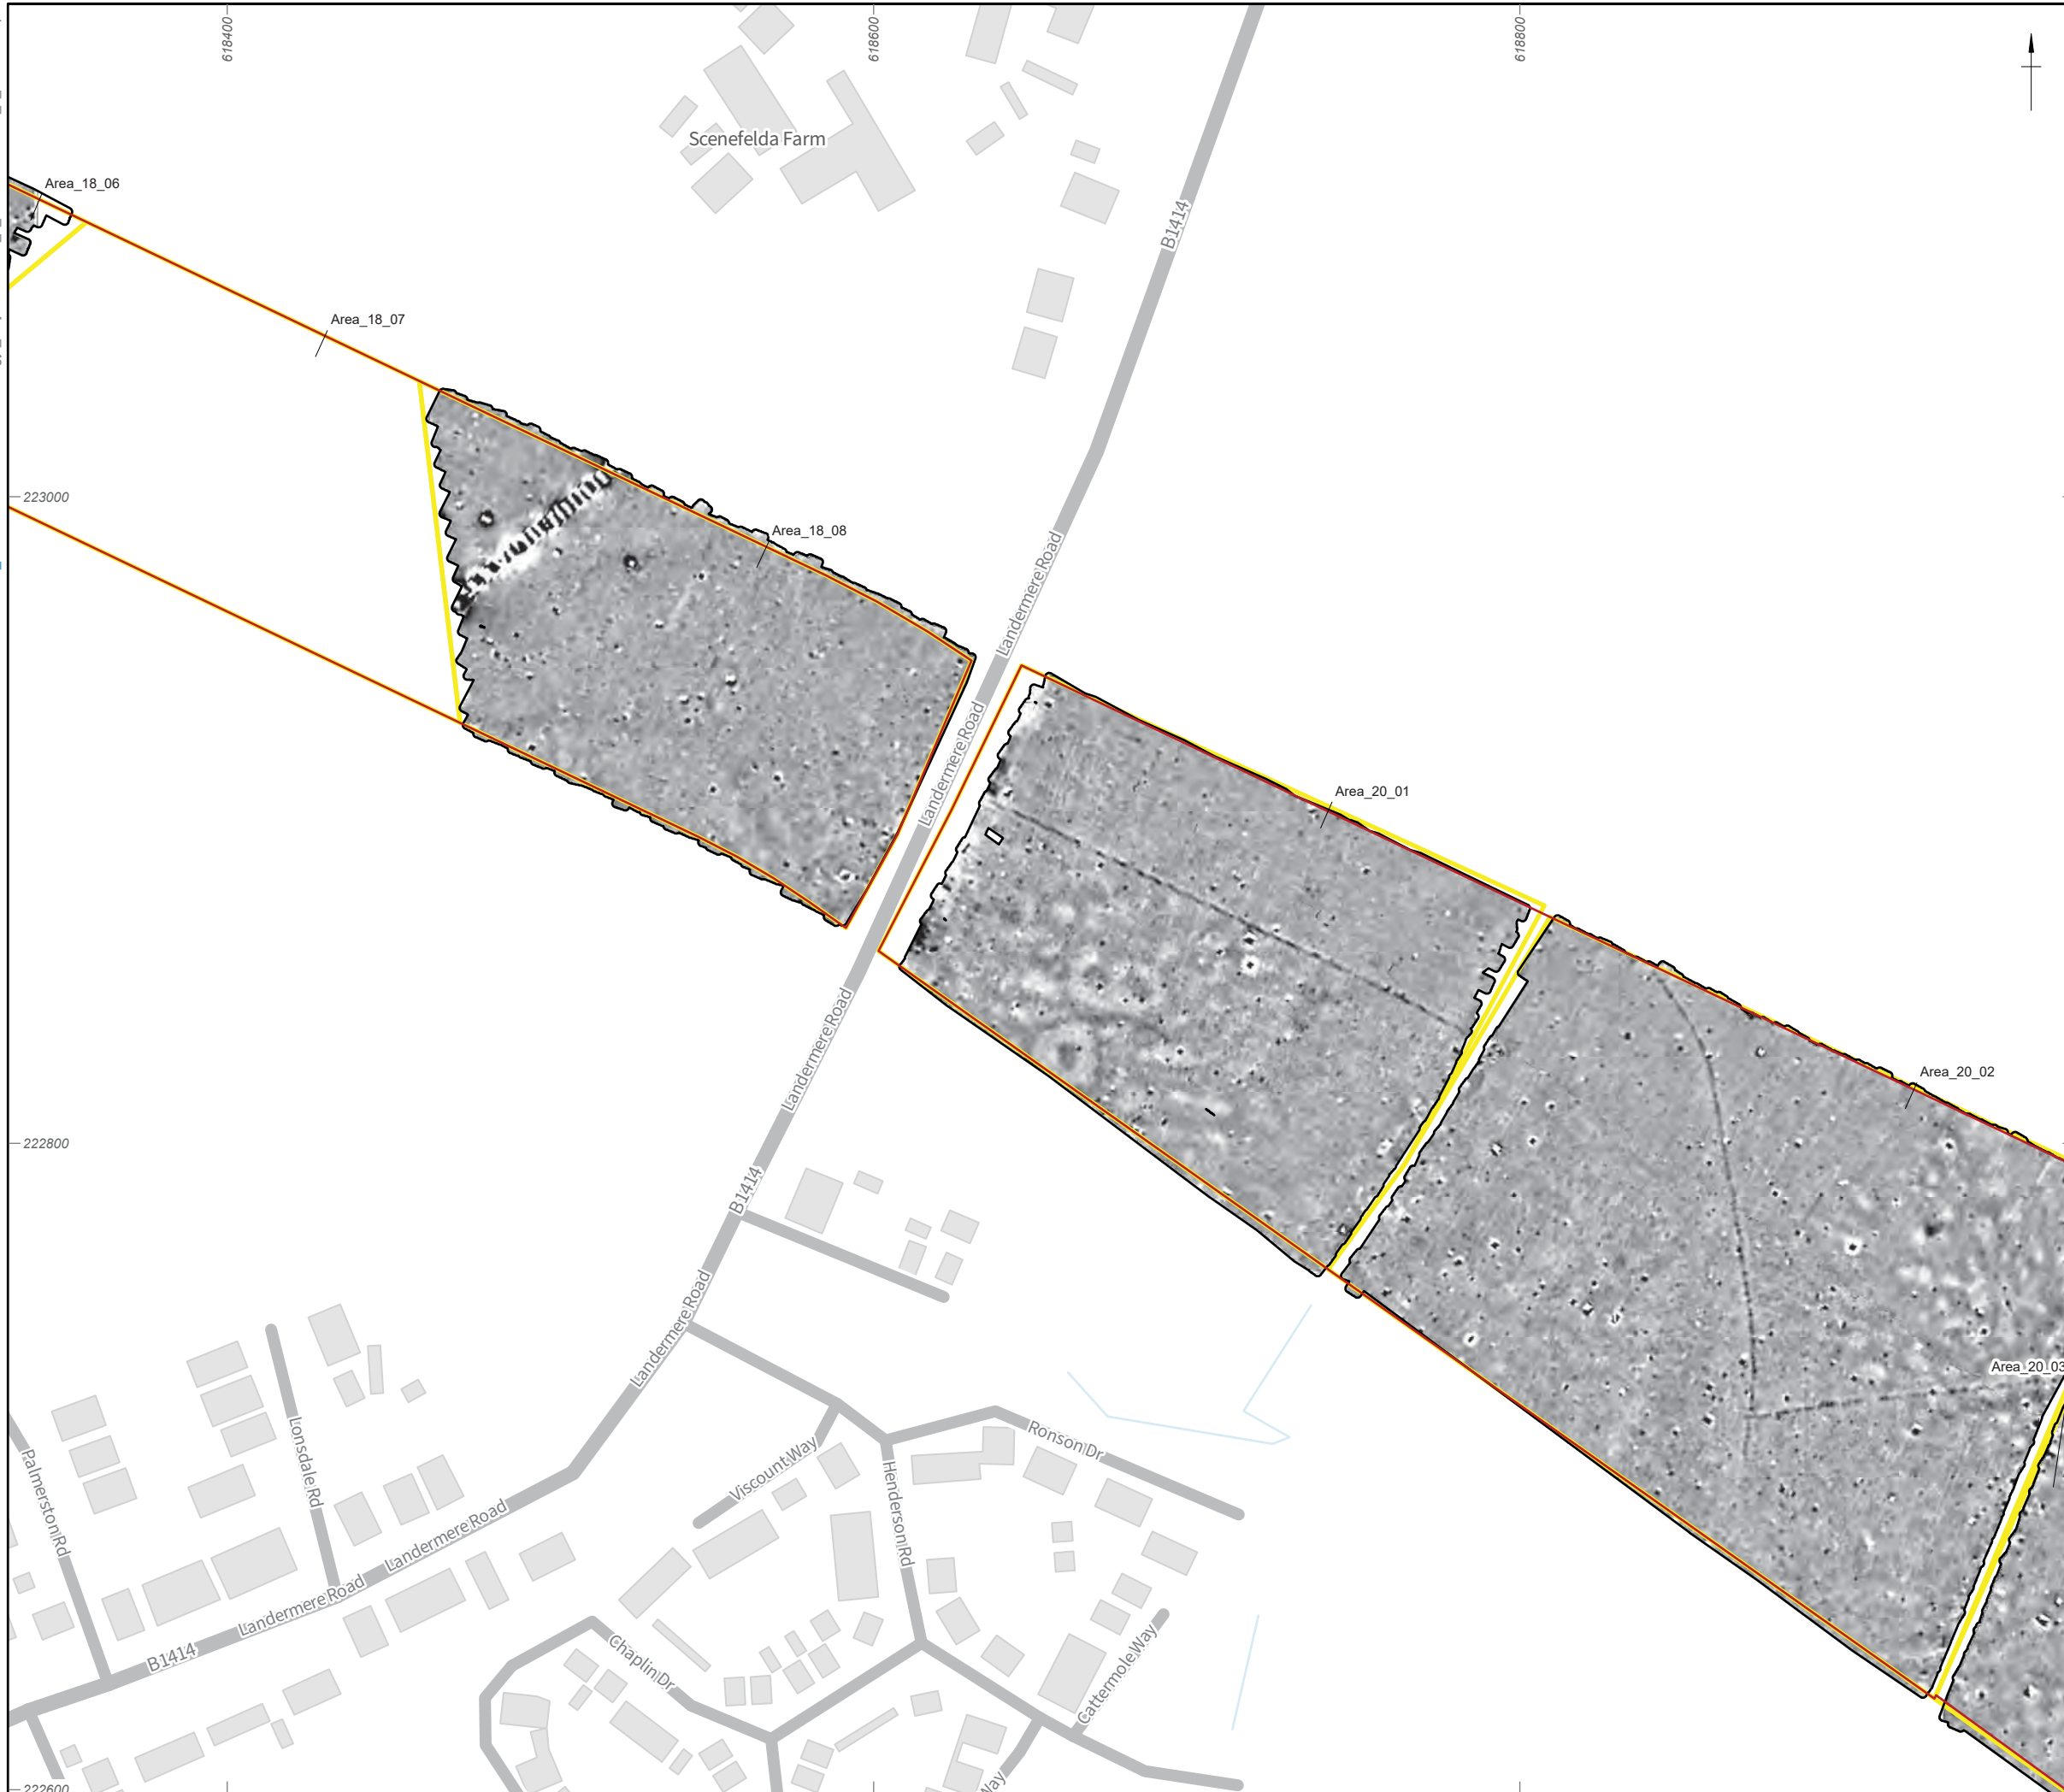 618400
618600
618800
Scenefelda Farm
Area_18_06
B1414
Area_18_07
223000
Area_18_08
Landermere Road
Landermere Road
Area_20_01
Landermere Road
Area_20_02
222800
B1414
Landermere Road
Area_20_03
Ronson Dr
Viscount Way
Henderson Rd
Lonsdale Rd
Palmerston Rd
Landermere Road
Landermere Road
B1414
Chaplin Dr
Cattermole Way
Way
222600